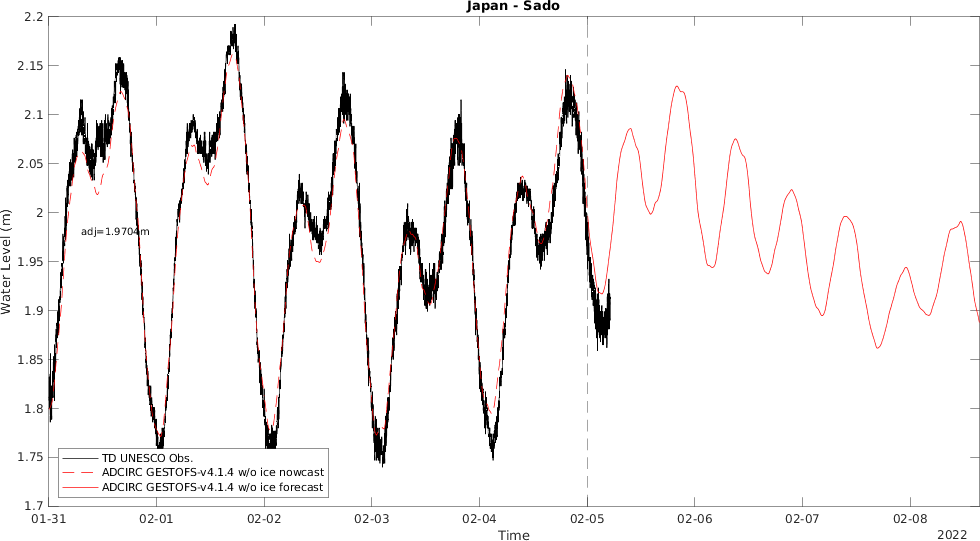 Japan - Sado
2.2
2.15
2.1
2.05
2
1.95
1.9
1.85
1.8
1.75
1.7
Water Level (m)
adj=1.9704m
TD UNESCO Obs.
ADCIRC GESTOFS-v4.1.4 w/o ice nowcast
ADCIRC GESTOFS-v4.1.4 w/o ice forecast
01-31 02-01 02-02 02-03 02-04 02-05 02-06 02-07 02-08
Time
2022